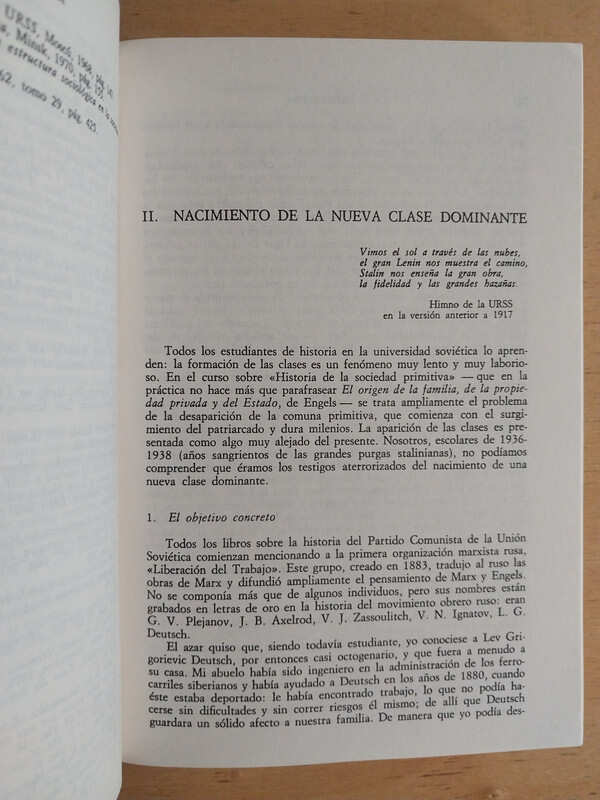 URSS, Moscú, 1968, pág.
Minsk, 1970, pág.
estructura sociológica en la
62, tomo 29, pág. 425.
II. NACIMIENTO DE LA NUEVA CLASE DOMINANTE
Vimos el sol a través de las nubes,
el gran Lenin nos muestra el camino,
Stalin nos enseña la gran obra,
la fidelidad y las grandes hazañas.
Himno de la URSS
en la versión anterior a 1917
Todos los estudiantes de historia en la universidad soviética lo apren-
den: la formación de las clases es un fenómeno muy lento y muy laborio-
so. En el curso sobre «Historia de la sociedad primitiva» — que en la
práctica no hace más que parafrasear El origen de la familia, de la propie-
dad privada y del Estado, de Engels — se trata ampliamente el problema
de la desaparición de la comuna primitiva, que comienza con el surgi-
miento del patriarcado y dura milenios. La aparición de las clases es pre-
sentada como algo muy alejado del presente. Nosotros, escolares de 1936-
1938 (años sangrientos de las grandes purgas stalinianas), no podíamos
comprender que éramos los testigos aterrorizados del nacimiento de una
nueva clase dominante.
1. El objetivo concreto
Todos los libros sobre la historia del Partido Comunista de la Unión
Soviética comienzan mencionando a la primera organización marxista rusa,
«Liberación del Trabajo». Este grupo, creado en 1883, tradujo al ruso las
obras de Marx y difundió ampliamente el pensamiento de Marx y Engels.
No se componía más que de algunos individuos, pero sus nombres están
grabados en letras de oro en la historia del movimiento obrero ruso: eran
G. V. Plejanov, J. B. Axelrod, V. J. Zassoulitch, V. N. Ignatov, L. G.
Deutsch.
El azar quiso que, siendo todavía estudiante, yo conociese a Lev Gri-
gorievic Deutsch, por entonces casi octogenario, y que fuera a menudo a
su casa. Mi abuelo había sido ingeniero en la administración de los ferro-
carriles siberianos y había ayudado a Deutsch en los años de 1880, cuando
éste estaba deportado: le había encontrado trabajo, lo que no podía ha-
cerse sin dificultades y sin correr riesgos él mismo; de allí que Deutsch
guardara un sólido afecto a nuestra familia. De manera que yo podía des-